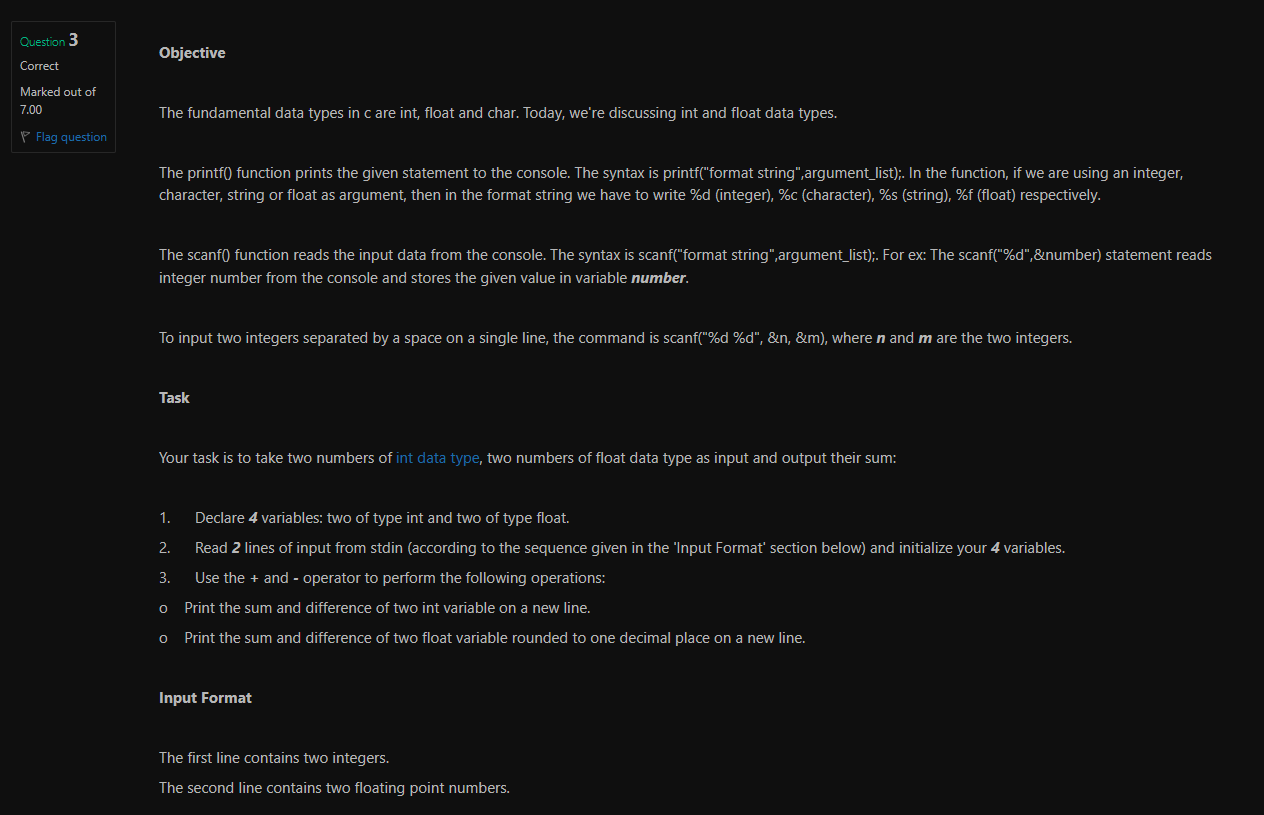 Question 3
Correct
Marked out of
7.00
Flag question
Objective
The fundamental data types in c are int, float and char. Today, we're discussing int and float data types.
The printf() function prints the given statement to the console. The syntax is printf("format string",argument_list);. In the function, if we are using an integer,
character, string or float as argument, then in the format string we have to write %d (integer), %c (character), %s (string), %f (float) respectively.
The scanf() function reads the input data from the console. The syntax is scanf("format string",argument_list);. For ex: The scanf("%d",&number) statement reads
integer number from the console and stores the given value in variable number.
To input two integers separated by a space on a single line, the command is scanf("%d %d", &n, &m), where n and m are the two integers.
Task
Your task is to take two numbers of int data type, two numbers of float data type as input and output their sum:
1. Declare 4 variables: two of type int and two of type float.
2. Read 2 lines of input from stdin (according to the sequence given in the 'Input Format' section below) and initialize your 4 variables.
3. Use the + and - operator to perform the following operations:
o Print the sum and difference of two int variable on a new line.
o Print the sum and difference of two float variable rounded to one decimal place on a new line.
Input Format
The first line contains two integers.
The second line contains two floating point numbers.